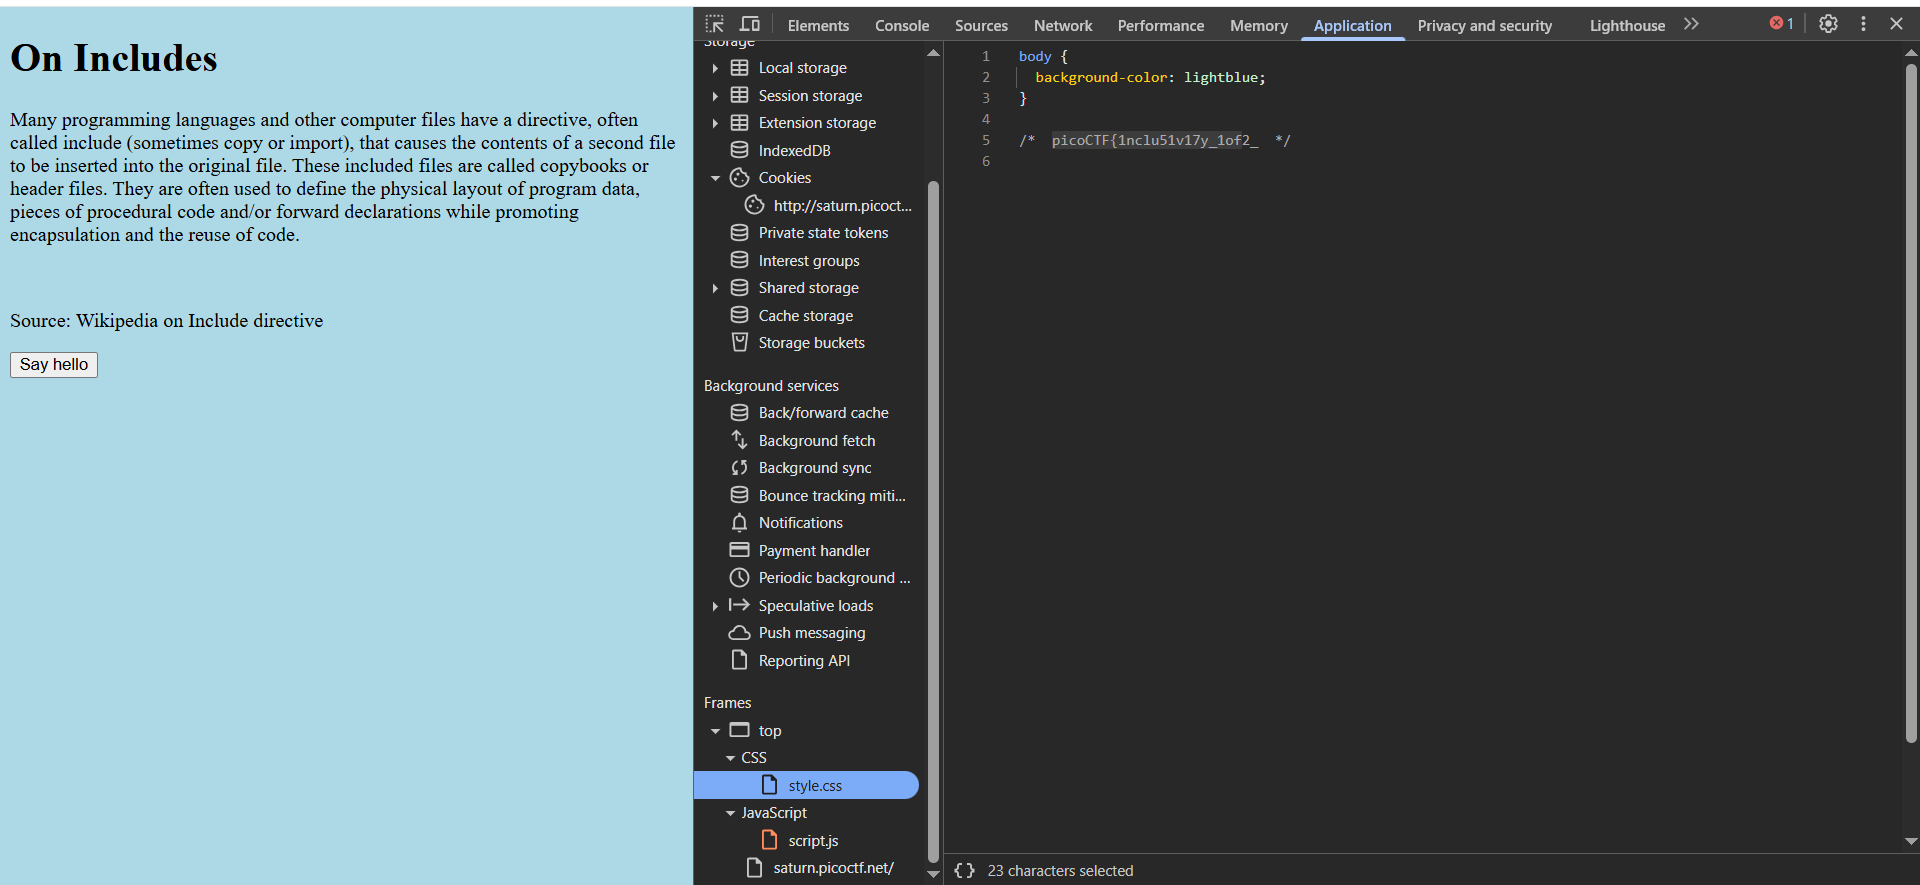 On Includes
Many programming languages and other computer files have a directive, often
called include (sometimes copy or import), that causes the contents of a second file
to be inserted into the original file. These included files are called copybooks or
header files. They are often used to define the physical layout of program data,
pieces of procedural code and/or forward declarations while promoting
encapsulation and the reuse of code.
Source: Wikipedia on Include directive
Say hello
Elements Console Sources Network Performance Memory Application Privacy and security Lighthouse 1
Storage
Local storage
Session storage
Extension storage
IndexedDB
Cookies
http://saturn.picoct...
Private state tokens
Interest groups
Shared storage
Cache storage
Storage buckets
Background services
Back/forward cache
Background fetch
Background sync
Bounce tracking miti...
Notifications
Payment handler
Periodic background ...
Speculative loads
Push messaging
Reporting API
Frames
top
CSS
style.css
JavaScript
script.js
saturn.picoctf.net/
1 body {
2 background-color: lightblue;
3 }
4
5 /* picoCTF{1nclu51v17y_1of2_ */
6
{} 23 characters selected